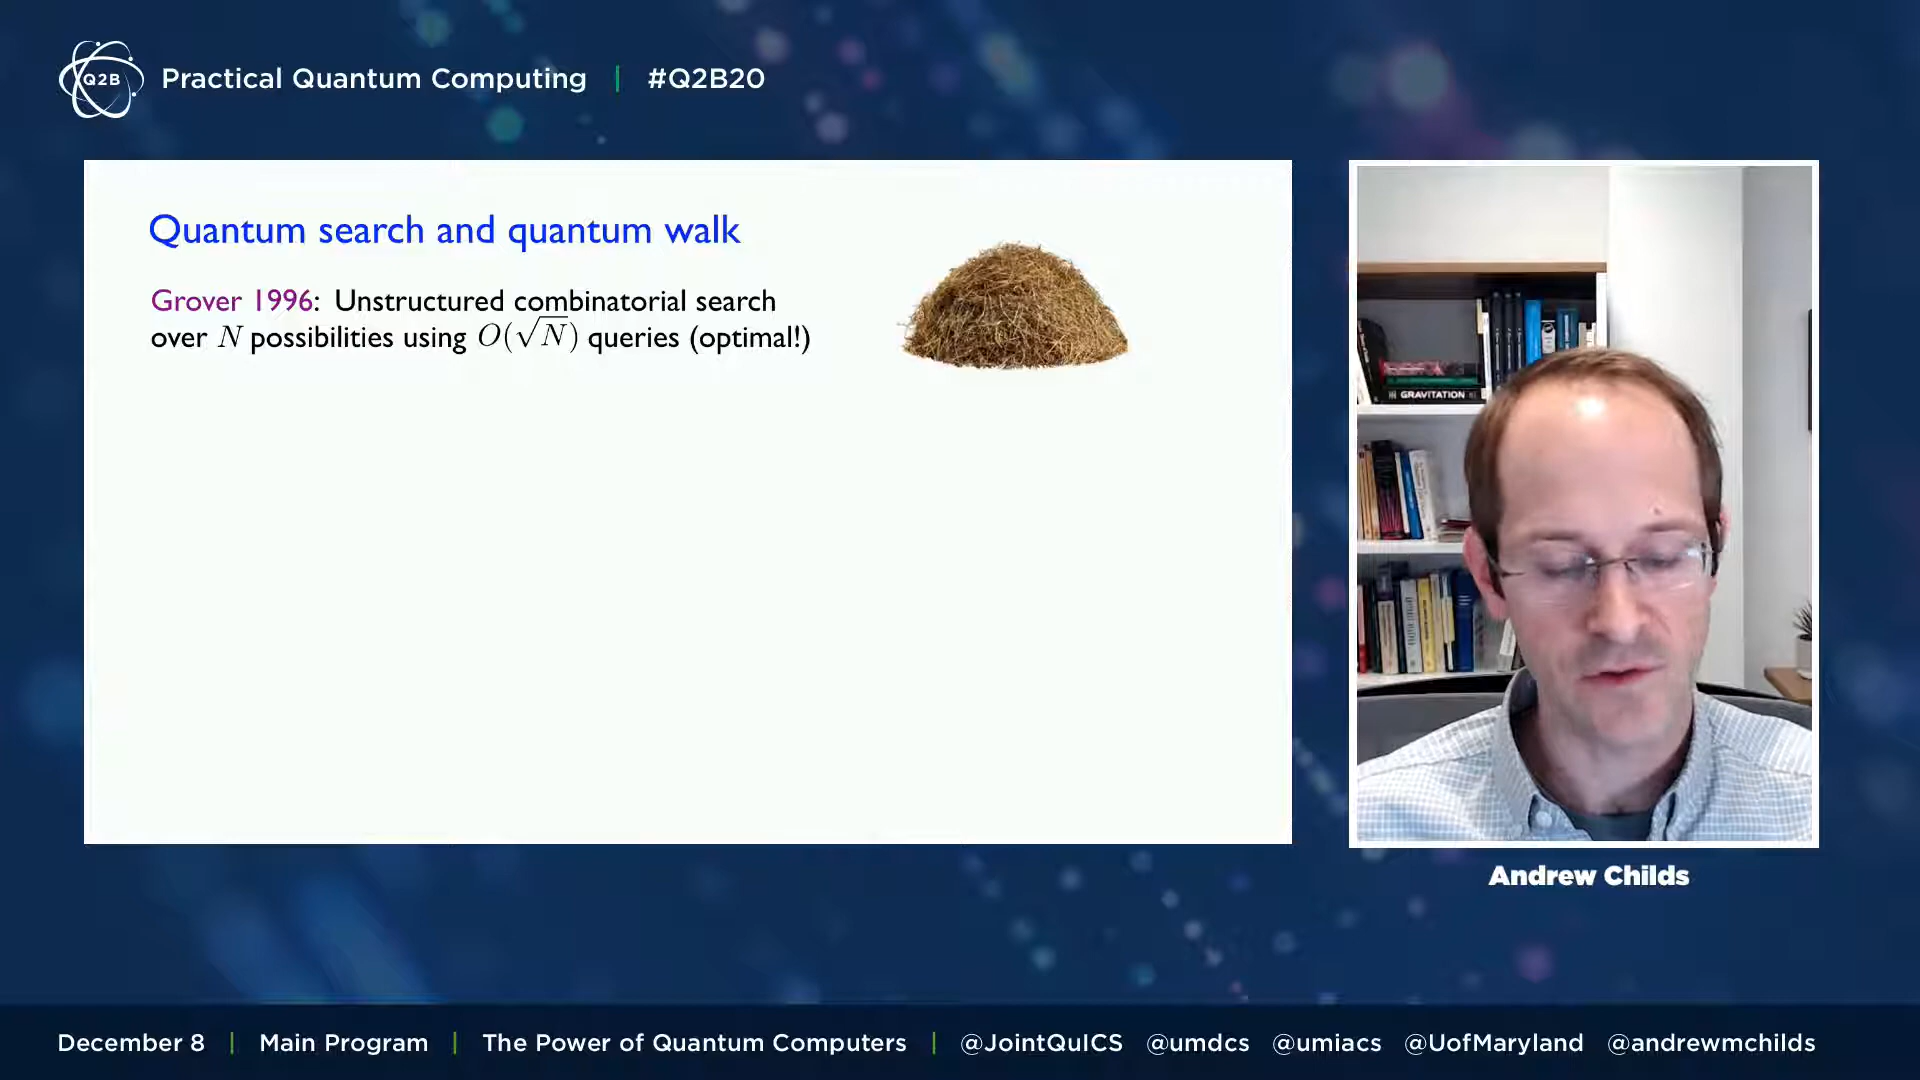 Q2B
Practical Quantum Computing | #Q2B20
Quantum search and quantum walk
Grover 1996: Unstructured combinatorial search
over N possibilities using O(√N) queries (optimal!)
GRAVITATION
Andrew Childs
December 8 | Main Program | The Power of Quantum Computers | @JointQuICS @umdcs @umiacs @UofMaryland @andrewmchilds